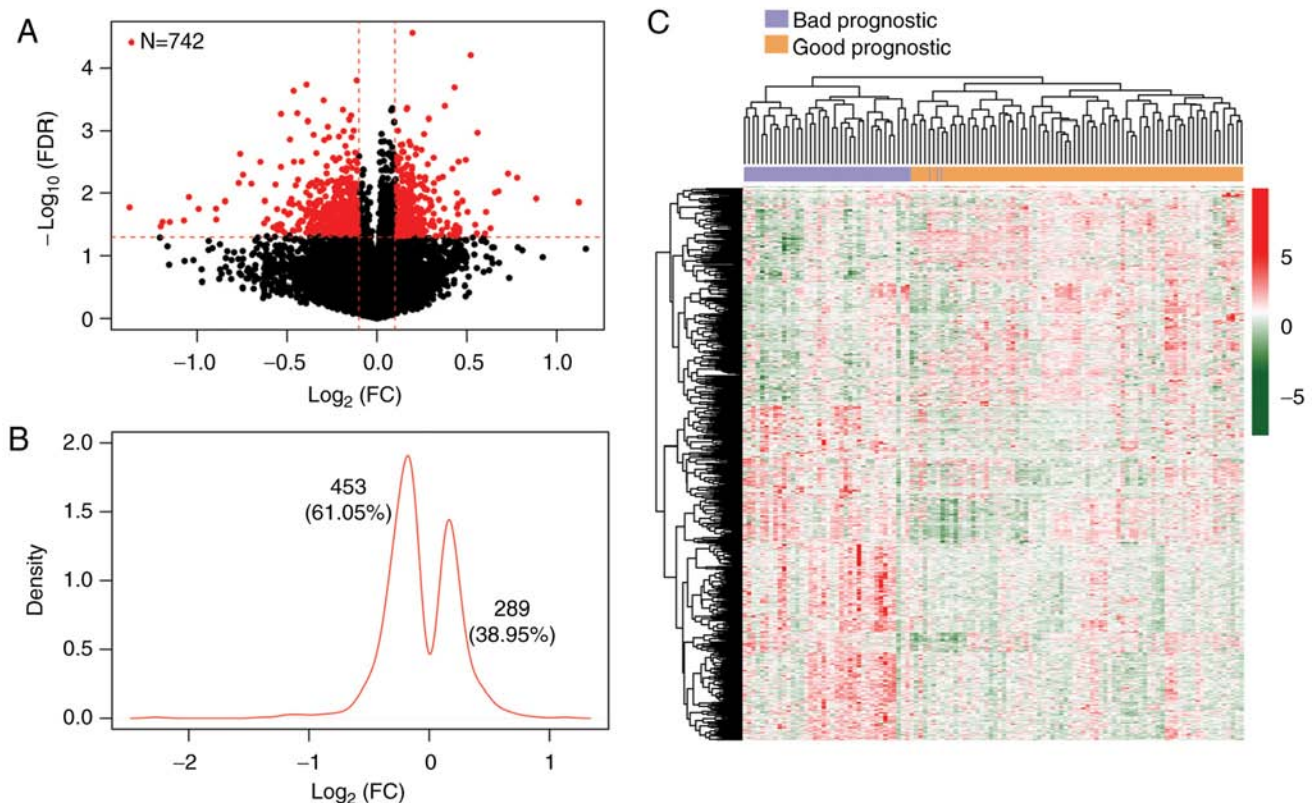 A
N=742
4
3
2
1
0
−Log10 (FDR)
−1.0
−0.5
0.0
0.5
1.0
Log2 (FC)
B
2.0
1.5
1.0
0.5
0.0
Density
453
(61.05%)
289
(38.95%)
−2
−1
0
1
Log2 (FC)
C
Bad prognostic
Good prognostic
5
0
−5